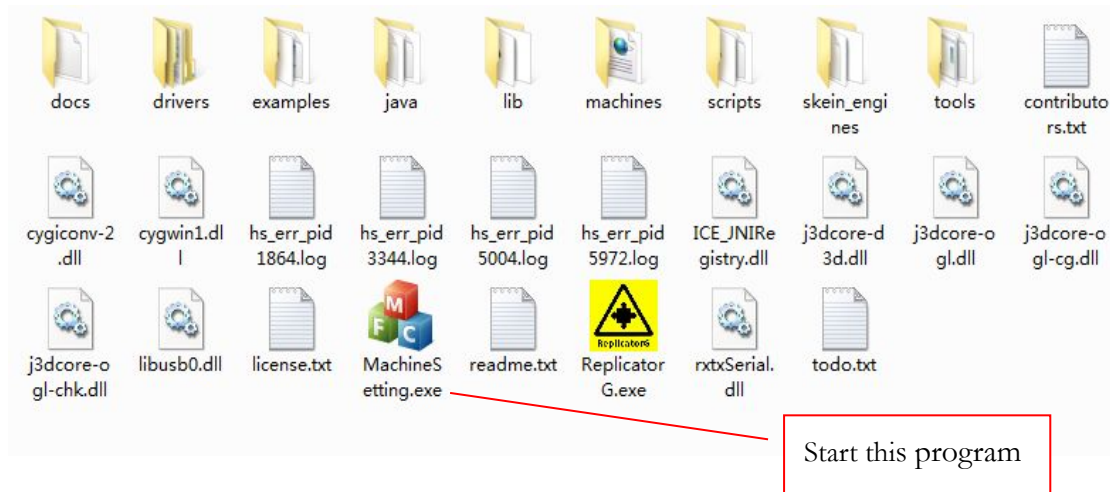 docs drivers examples java lib machines scripts skein_engi tools contributo
nes rs.txt
cygiconv-2 cygwin1.dl hs_err_pid hs_err_pid hs_err_pid hs_err_pid ICE_JNIRe j3dcore-d j3dcore-o j3dcore-o
.dll l 1864.log 3344.log 5004.log 5972.log gistry.dll 3d.dll gl.dll gl-cg.dll
M
F C
ReplicatorG
j3dcore-o libusb0.dll license.txt MachineS readme.txt Replicator rxtxSerial. todo.txt
gl-chk.dll etting.exe G.exe dll
Start this program